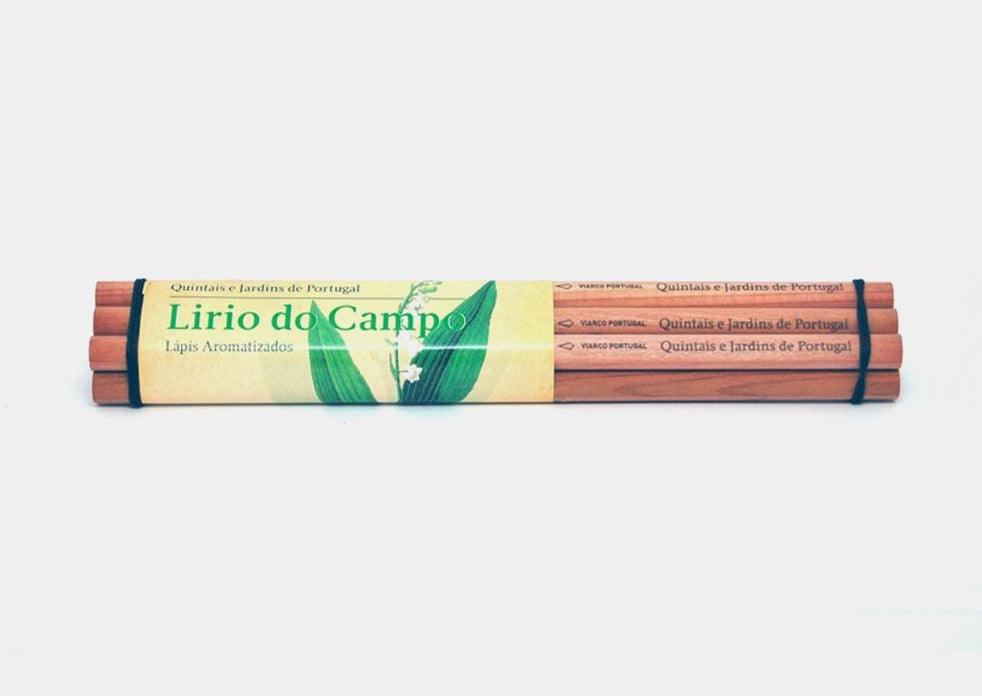 Quintais e Jardins de Portugal
Lirio do Campo
Lápis Aromatizados
VIARCO PORTUGAL Quintais e Jardins de Portugal
VIARCO PORTUGAL Quintais e Jardins de Portugal
VIARCO PORTUGAL Quintais e Jardins de Portugal